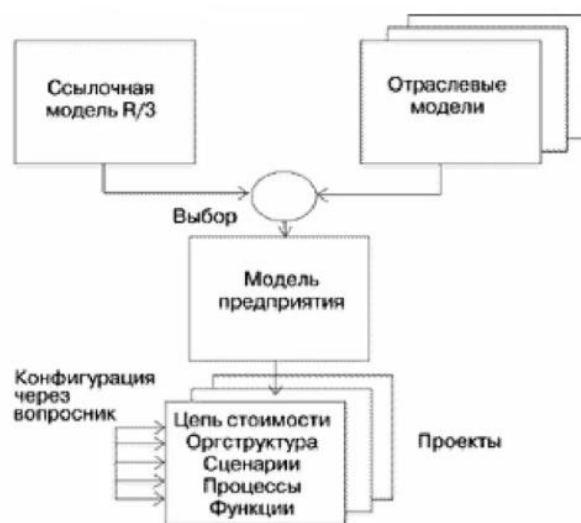 Ссылочная
модель R/3
Отраслевые
модели
Выбор
Модель
предприятия
Конфигурация
через
вопросник
Цепь стоимости
Оргструктура
Сценарии
Процессы
Функции
Проекты